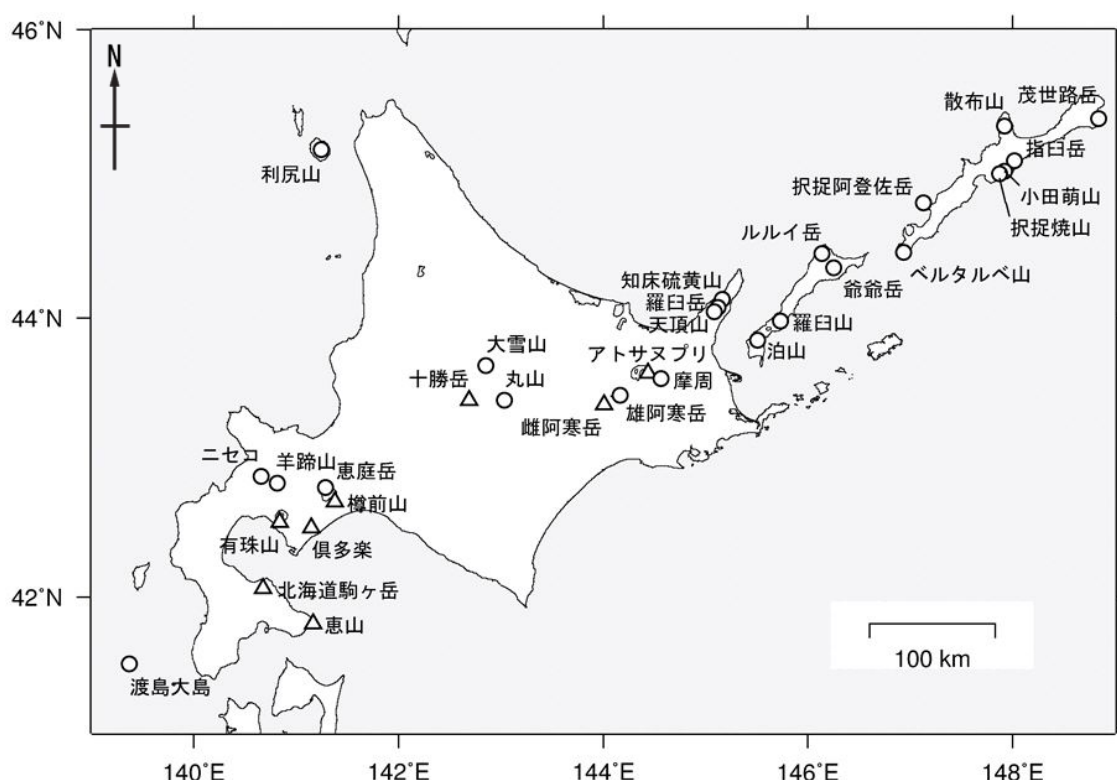 46°N
N
散布山
茂世路岳
利尻山
指臼岳
択捉阿登佐岳
小田萌山
択捉焼山
ルルイ岳
ベルタルベ山
知床硫黄山
爺爺岳
羅臼岳
44°N
天頂山
羅臼山
大雪山
アトサヌプリ
泊山
十勝岳
丸山
摩周
雌阿寒岳
雄阿寒岳
ニセコ
羊蹄山
恵庭岳
樽前山
有珠山
倶多楽
42°N
北海道駒ヶ岳
恵山
100 km
渡島大島
140°E
142°E
144°E
146°E
148°E